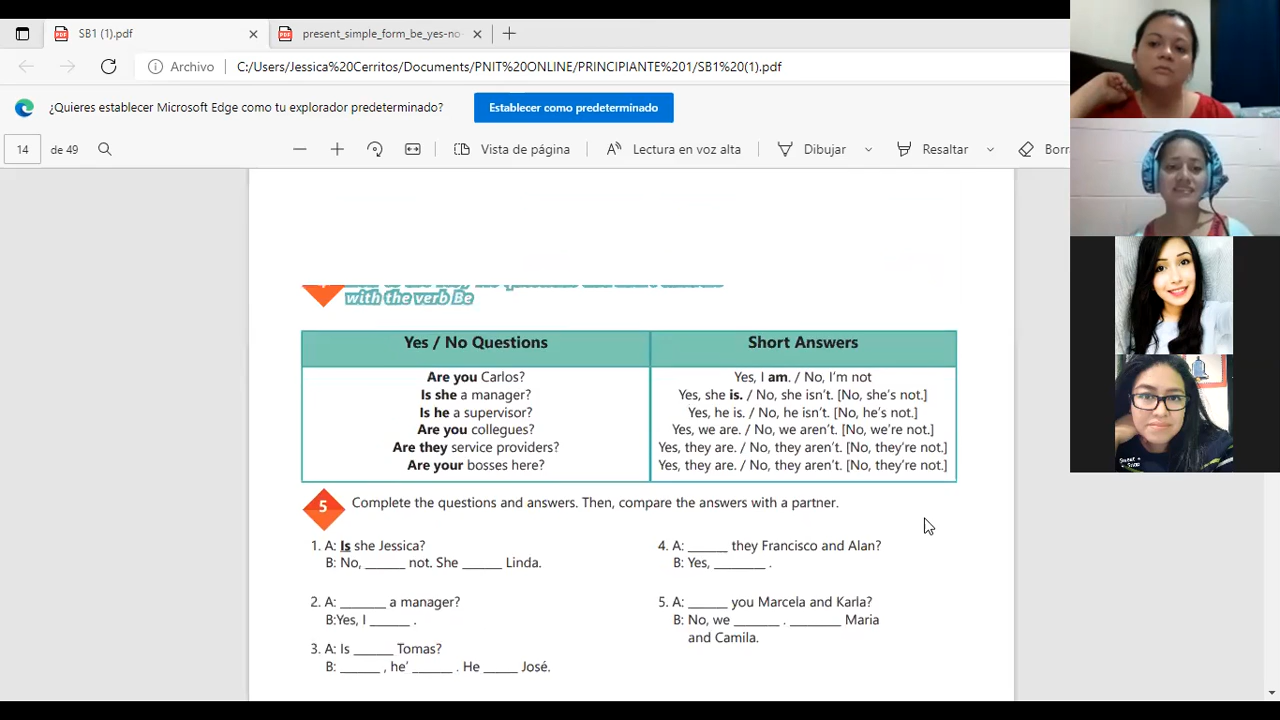 SB1 (1).pdf
present_simple_form_be_yes-no
Archivo C:/Users/Jessica%20Cerritos/Documents/PNIT%20ONLINE/PRINCIPIANTE%201/SB1%20(1).pdf
¿Quieres establecer Microsoft Edge como tu explorador predeterminado? Establecer como predeterminado
14 de 49 Vista de página Lectura en voz alta Dibujar Resaltar Borr
with the verb Be
Yes / No Questions Short Answers
Are you Carlos? Yes, I am. / No, I'm not
Is she a manager? Yes, she is. / No, she isn't. [No, she's not.]
Is he a supervisor? Yes, he is. / No, he isn't. [No, he's not.]
Are you collegues? Yes, we are. / No, we aren't. [No, we're not.]
Are they service providers? Yes, they are. / No, they aren't. [No, they're not.]
Are your bosses here? Yes, they are. / No, they aren't. [No, they're not.]
5 Complete the questions and answers. Then, compare the answers with a partner.
1. A: Is she Jessica?
B: No, ______ not. She ______ Linda.
2. A: _______ a manager?
B:Yes, I ______ .
3. A: Is ______ Tomas?
B: ______ , he' ______ . He _____ José.
4. A: ______ they Francisco and Alan?
B: Yes, ________ .
5. A: ______ you Marcela and Karla?
B: No, we _______ . ________ Maria
and Camila.